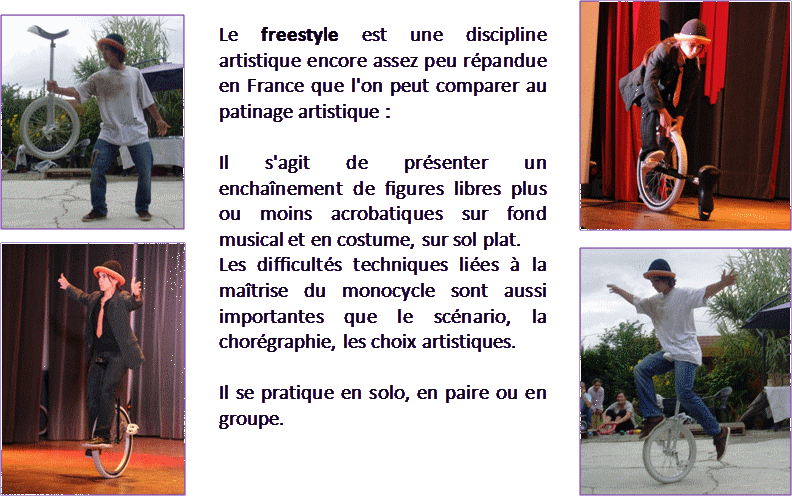 Le freestyle est une discipline
artistique encore assez peu répandue
en France que l'on peut comparer au
patinage artistique :
Il s'agit de présenter un
enchaînement de figures libres plus
ou moins acrobatiques sur fond
musical et en costume, sur sol plat.
Les difficultés techniques liées à la
maîtrise du monocycle sont aussi
importantes que le scénario, la
chorégraphie, les choix artistiques.
Il se pratique en solo, en paire ou en
groupe.